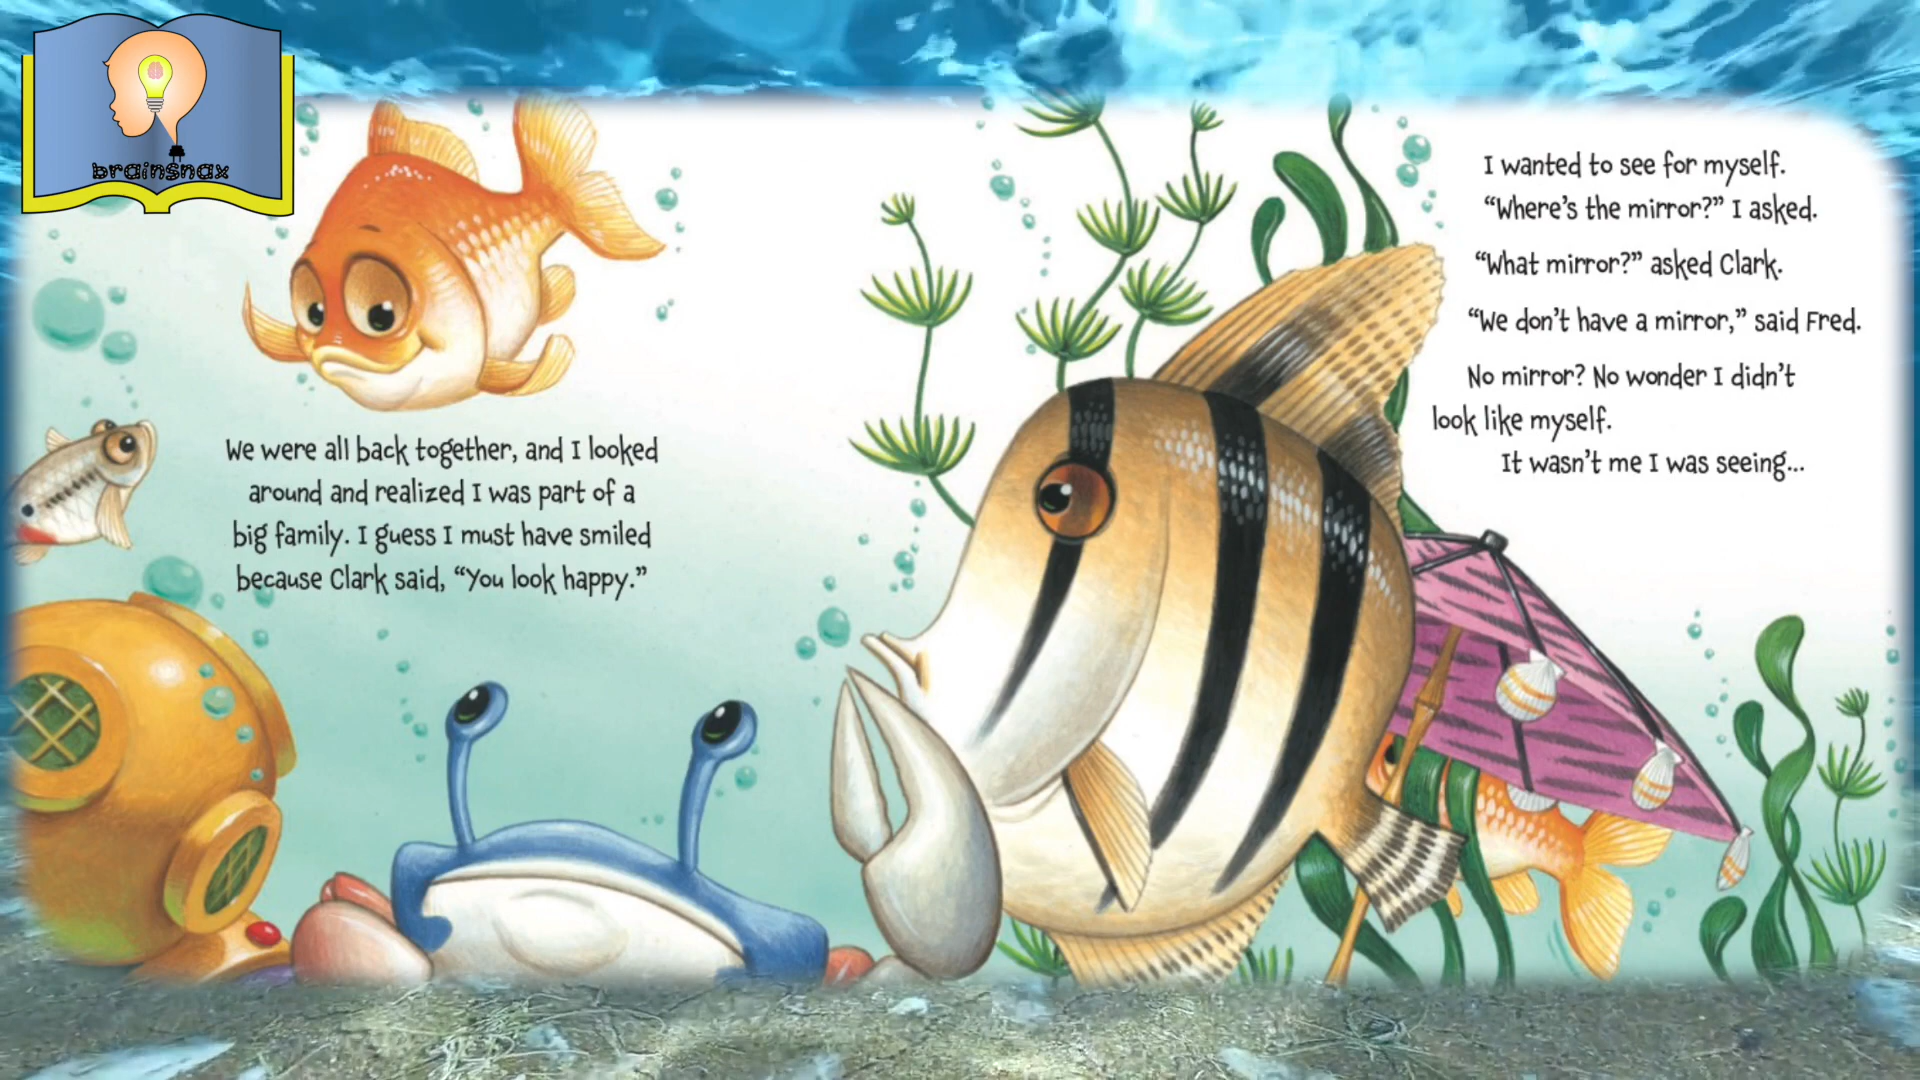 brainsnax
We were all back together, and I looked
around and realized I was part of a
big family. I guess I must have smiled
because Clark said, “You look happy.”
I wanted to see for myself.
“Where’s the mirror?” I asked.
“What mirror?” asked Clark.
“We don’t have a mirror,” said Fred.
No mirror? No wonder I didn’t
look like myself.
It wasn’t me I was seeing...